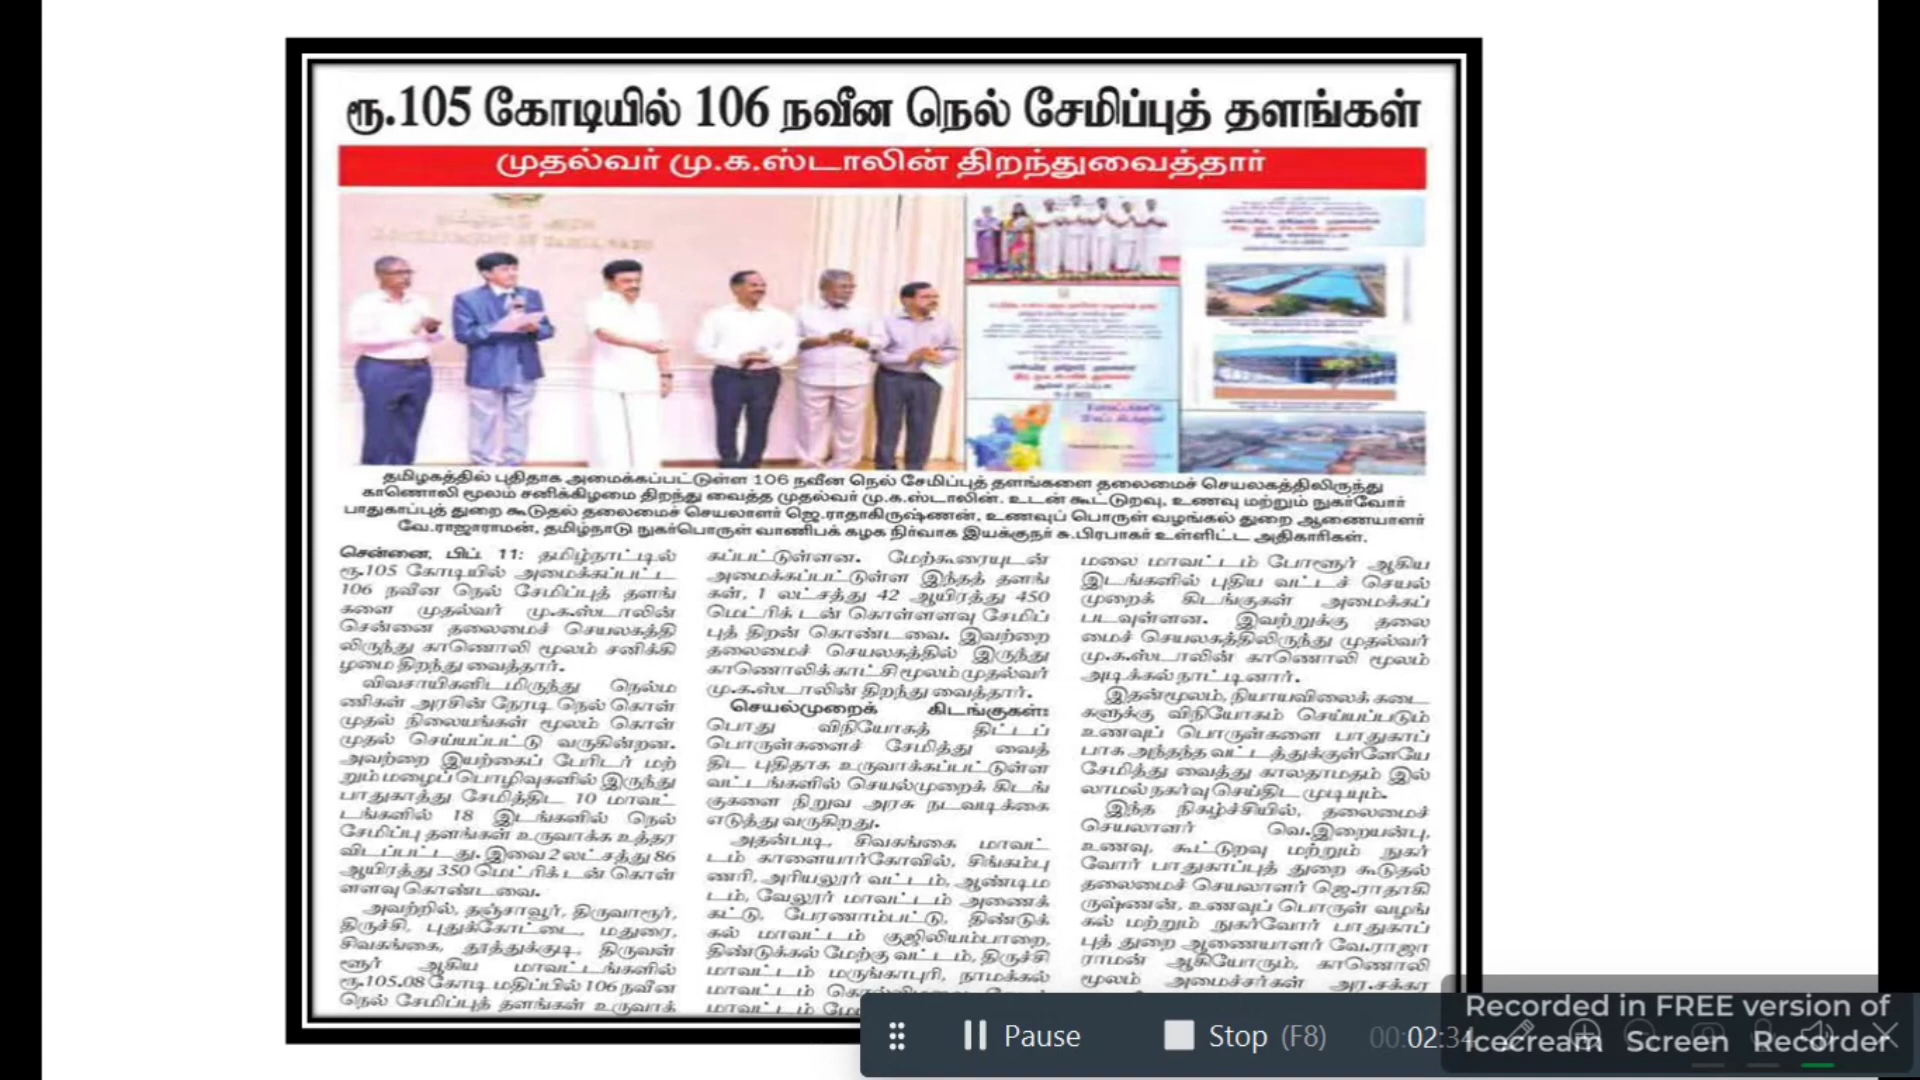 ரூ.105 கோடியில் 106 நவீன நெல் சேமிப்புத் தளங்கள்
முதல்வர் மு.க.ஸ்டாலின் திறந்துவைத்தார்
தமிழகத்தில் புதிதாக அமைக்கப்பட்டுள்ள 106 நவீன நெல் சேமிப்புத் தளங்களை தலைமைச் செயலகத்திலிருந்து
காணொலி மூலம் சனிக்கிழமை திறந்து வைத்த முதல்வர் மு.க.ஸ்டாலின். உடன் கூட்டுறவு, உணவு மற்றும் நுகர்வோர்
பாதுகாப்புத் துறை கூடுதல் தலைமைச் செயலாளர் ஜெ.ராதாகிருஷ்ணன், உணவுப் பொருள் வழங்கல் துறை ஆணையாளர்
வே.ராஜாராமன், தமிழ்நாடு நுகர்பொருள் வாணிபக் கழக நிர்வாக இயக்குநர் சு.பிரபாகர் உள்ளிட்ட அதிகாரிகள்.
சென்னை, பிப். 11: தமிழ்நாட்டில்
ரூ.105 கோடியில் அமைக்கப்பட்ட
106 நவீன நெல் சேமிப்புத் தளங்
களை முதல்வர் மு.க.ஸ்டாலின்
சென்னை தலைமைச் செயலகத்தி
லிருந்து காணொலி மூலம் சனிக்கி
ழமை திறந்து வைத்தார்.
விவசாயிகளிடமிருந்து நெல்ம
ணிகள் அரசின் நேரடி நெல் கொள்
முதல் நிலையங்கள் மூலம் கொள்
முதல் செய்யப்பட்டு வருகின்றன.
அவற்றை இயற்கைப் பேரிடர் மற்
றும் மழைப் பொழிவுகளில் இருந்து
பாதுகாத்து சேமித்திட 10 மாவட்
டங்களில் 18 இடங்களில் நெல்
சேமிப்பு தளங்கள் உருவாக்க உத்தர
விடப்பட்டது. இவை 2 லட்சத்து 86
ஆயிரத்து 350 மெட்ரிக் டன் கொள்
ளளவு கொண்டவை.
அவற்றில், தஞ்சாவூர், திருவாரூர்,
திருச்சி, புதுக்கோட்டை, மதுரை,
சிவகங்கை, தூத்துக்குடி, திருவள்
ளூர் ஆகிய மாவட்டங்களில்
ரூ.105.08 கோடி மதிப்பில் 106 நவீன
நெல் சேமிப்புத் தளங்கள் உருவாக்
கப்பட்டுள்ளன. மேற்கூரையுடன்
அமைக்கப்பட்டுள்ள இந்தத் தளங்
கள், 1 லட்சத்து 42 ஆயிரத்து 450
மெட்ரிக் டன் கொள்ளளவு சேமிப்
புத் திறன் கொண்டவை. இவற்றை
தலைமைச் செயலகத்தில் இருந்து
காணொலிக் காட்சி மூலம் முதல்வர்
மு.க.ஸ்டாலின் திறந்து வைத்தார்.
செயல்முறைக் கிடங்குகள்:
பொது விநியோகத் திட்டப்
பொருள்களைச் சேமித்து வைத்
திட புதிதாக உருவாக்கப்பட்டுள்ள
வட்டங்களில் செயல்முறைக் கிடங்
குகளை நிறுவ அரசு நடவடிக்கை
எடுத்து வருகிறது.
அதன்படி, சிவகங்கை மாவட்
டம் காளையார்கோவில், சிங்கம்பு
ணரி, அரியலூர் வட்டம், ஆண்டிம
டம், வேலூர் மாவட்டம் அணைக்
கட்டு, பேரணாம்பட்டு, திண்டுக்
கல் மாவட்டம் குஜிலியம்பாறை,
திண்டுக்கல் மேற்கு வட்டம், திருச்சி
மாவட்டம் மருங்காபுரி, நாமக்கல்
மாவட்டம்
மாவட்டம்
மலை மாவட்டம் போளூர் ஆகிய
இடங்களில் புதிய வட்டச் செயல்
முறைக் கிடங்குகள் அமைக்கப்
படவுள்ளன. இவற்றுக்கு தலை
மைச் செயலகத்திலிருந்து முதல்வர்
மு.க.ஸ்டாலின் காணொலி மூலம்
அடிக்கல் நாட்டினார்.
இதன்மூலம், நியாயவிலைக் கடை
களுக்கு விநியோகம் செய்யப்படும்
உணவுப் பொருள்களை பாதுகாப்
பாக அந்தந்த வட்டத்துக்குள்ளேயே
சேமித்து வைத்து காலதாமதம் இல்
லாமல் நகர்வு செய்திட முடியும்.
இந்த நிகழ்ச்சியில், தலைமைச்
செயலாளர் வெ.இறையன்பு,
உணவு, கூட்டுறவு மற்றும் நுகர்
வோர் பாதுகாப்புத் துறை கூடுதல்
தலைமைச் செயலாளர் ஜெ.ராதாகி
ருஷ்ணன், உணவுப் பொருள் வழங்
கல் மற்றும் நுகர்வோர் பாதுகாப்
புத் துறை ஆணையாளர் வே.ராஜா
ராமன் ஆகியோரும், காணொலி
மூலம் அமைச்சர்கள் அர.சக்கர
Pause
Stop (F8)
00:02:34
Recorded in FREE version of
Icecream Screen Recorder